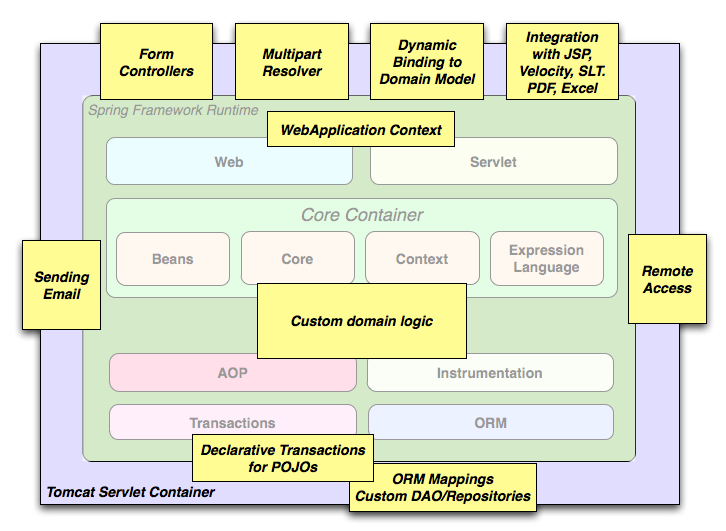 Form
Controllers
Multipart
Resolver
Dynamic
Binding to
Domain Model
Integration
with JSP,
Velocity, SLT.
PDF, Excel
Spring Framework Runtime
WebApplication Context
Web
Servlet
Core Container
Beans
Core
Context
Expression
Language
Sending
Email
Remote
Access
Custom domain logic
AOP
Instrumentation
Transactions
ORM
Declarative Transactions
for POJOs
ORM Mappings
Custom DAO/Repositories
Tomcat Servlet Container